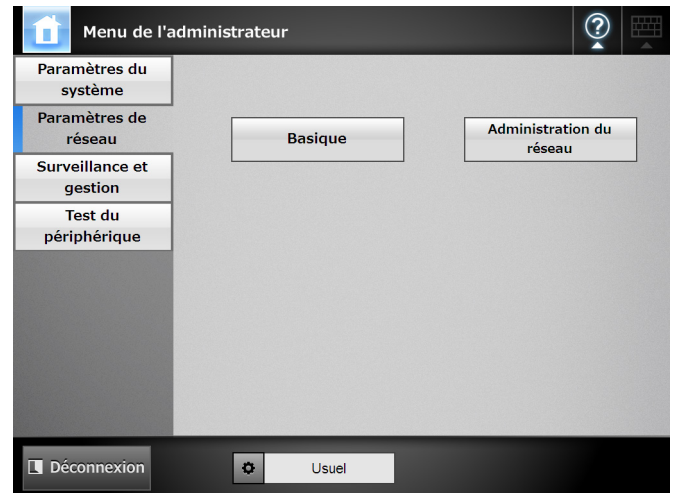 Menu de l'administrateur
?
Paramètres du
système
Paramètres de
réseau
Surveillance et
gestion
Test du
périphérique
Basique
Administration du
réseau
Déconnexion
Usuel